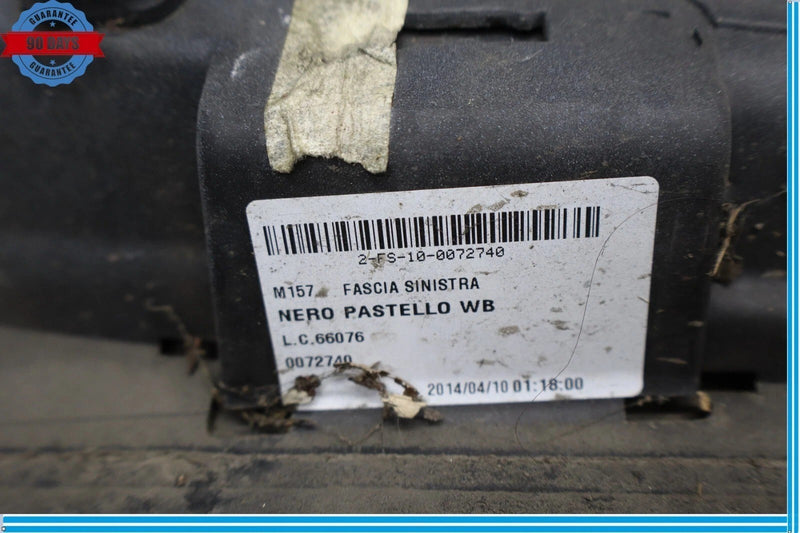 GUARANTEE
90 DAYS
GUARANTEE
2-FS-10-0072740
M157 FASCIA SINISTRA
NERO PASTELLO WB
L.C.66076
0072740
2014/04/10 01:18:00